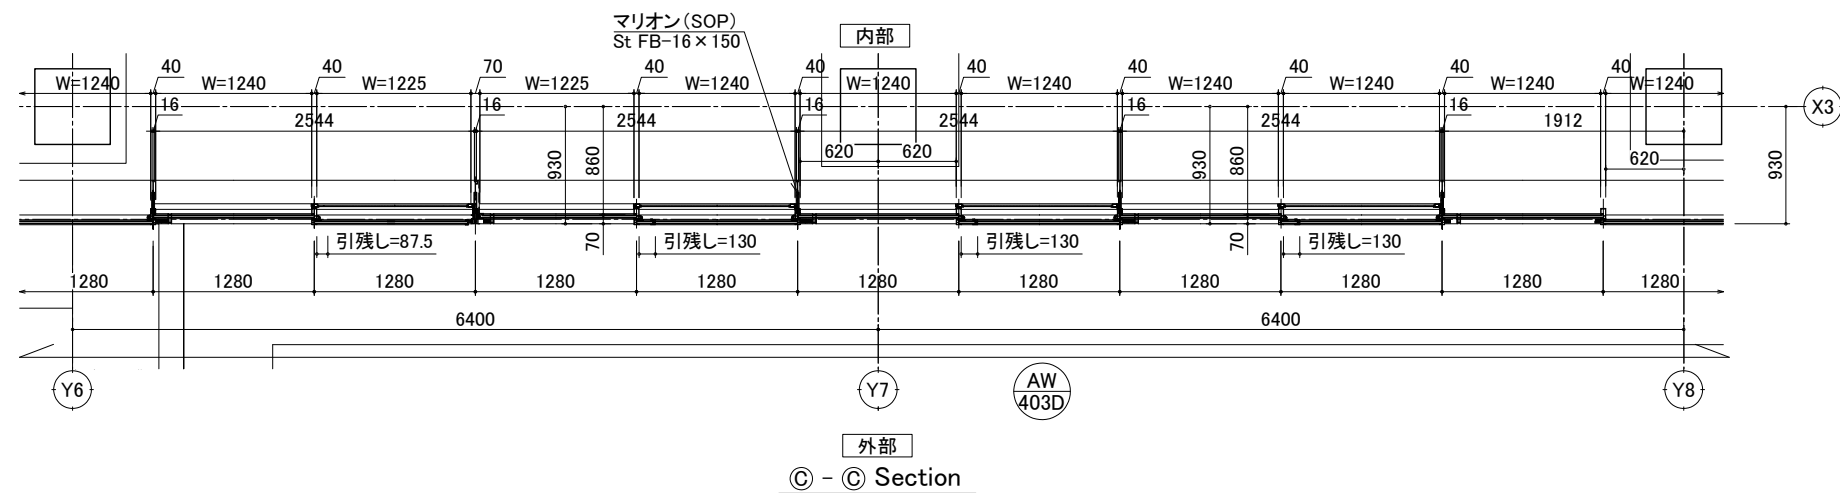 マリオン(SOP)
St FB-16×150
内部
W=1240 40 W=1240 40 W=1225 70 W=1225 40 W=1240 40 W=1240 40 W=1240 40 W=1240 40 W=1240 40 W=1240 40 W=1240
16 16 16 16 16
X3
2544 2544 2544 2544 1912
930 860 620 620 930 860 620 930
引残し=87.5 引残し=130 70 引残し=130 70 引残し=130
1280 1280 1280 1280 1280 1280 1280 1280 1280 1280 1280
6400 6400
Y6 Y7 AW Y8
403D
外部
Ⓒ - Ⓒ Section